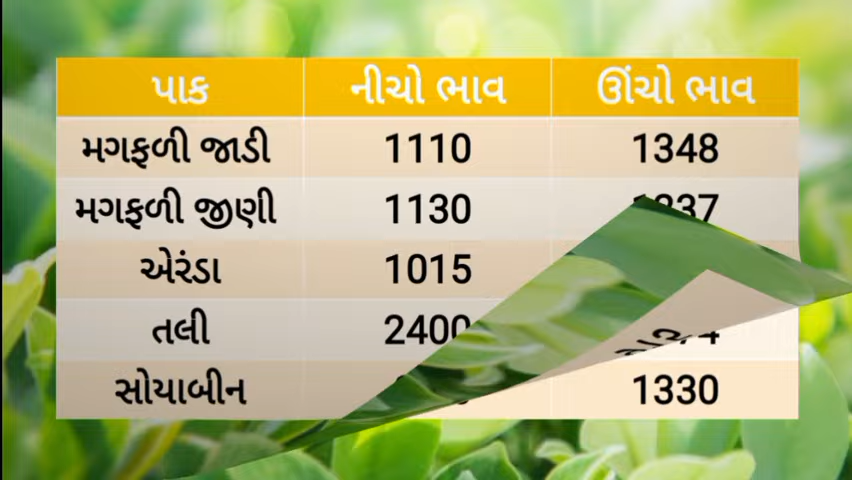 પાક નીચો ભાવ ઊંચો ભાવ
મગફળી જાડી 1110 1348
મગફળી જીણી 1130
એરંડા 1015
તલી 2400
સોયાબીન 1330